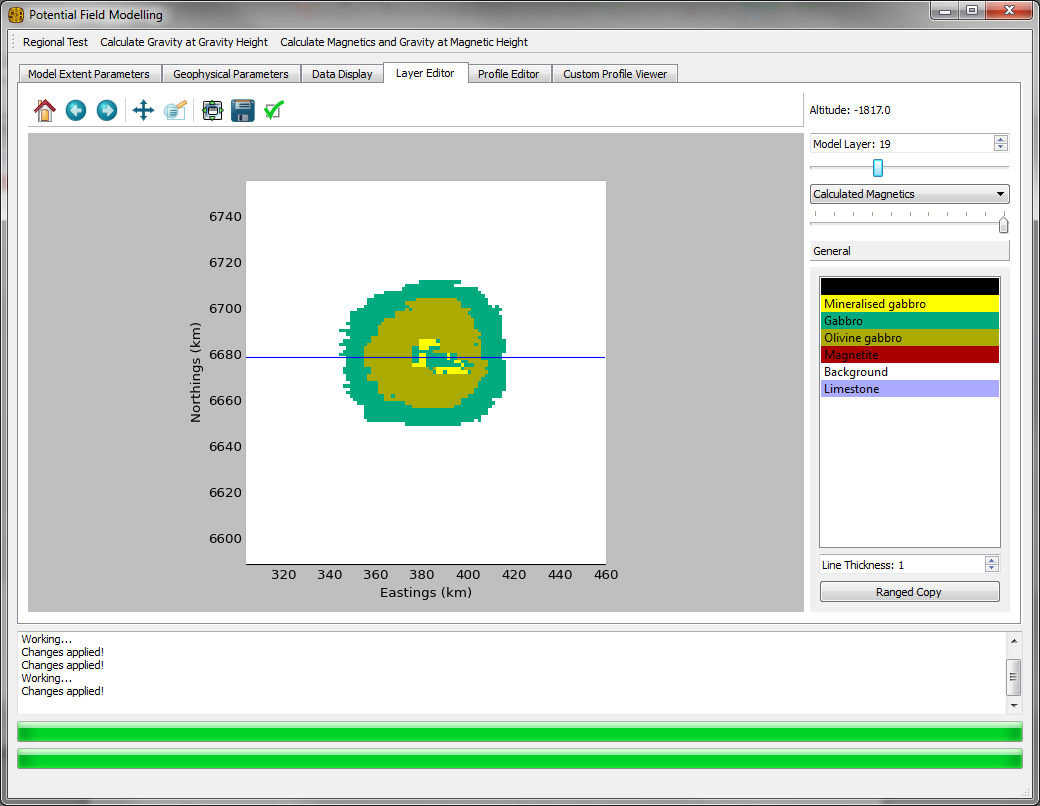 Potential Field Modelling
Regional Test Calculate Gravity at Gravity Height Calculate Magnetics and Gravity at Magnetic Height
Model Extent Parameters Geophysical Parameters Data Display Layer Editor Profile Editor Custom Profile Viewer
Altitude: -1817.0
Model Layer: 19
Calculated Magnetics
General
Mineralised gabbro
Gabbro
Olivine gabbro
Magnetite
Background
Limestone
Line Thickness: 1
Ranged Copy
6740
6720
6700
6680
6660
6640
6620
6600
Northings (km)
320 340 360 380 400 420 440 460
Eastings (km)
Working...
Changes applied!
Changes applied!
Working...
Changes applied!